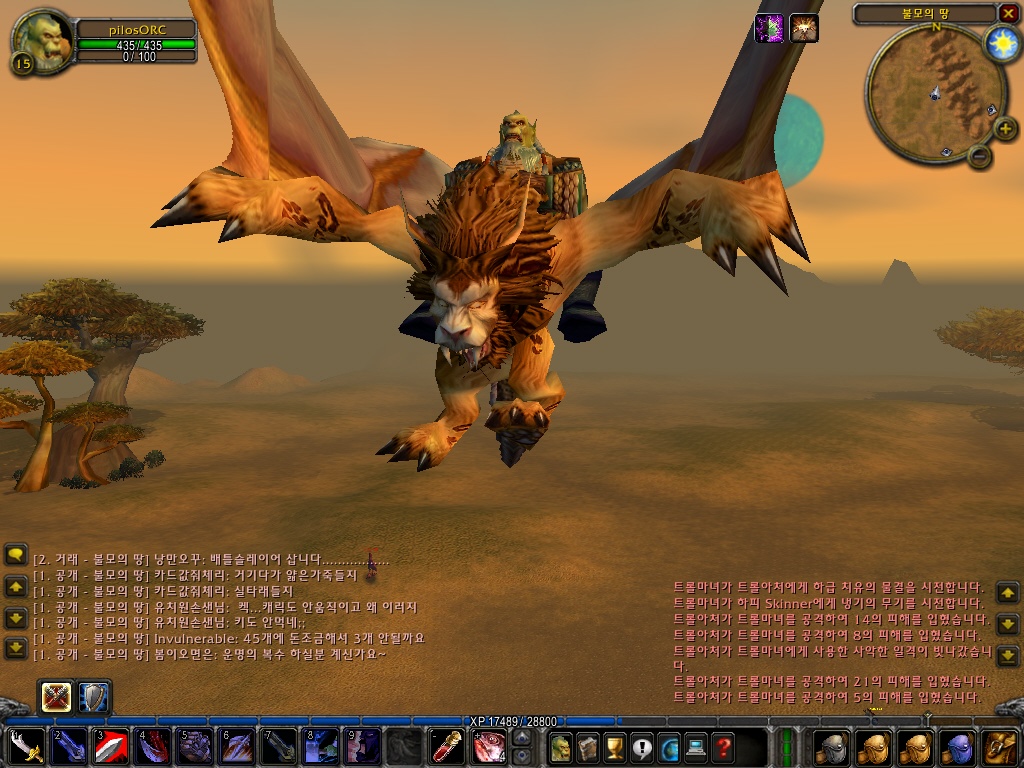 pilosORC
435/435
0/100
15
불모의 땅
N
[2. 거래 - 불모의 땅] 낭만오꾸: 배틀슬레이어 삽니다..................
[1. 공개 - 불모의 땅] 카드값줘체리: 거기다가 얇은가죽들지
[1. 공개 - 불모의 땅] 카드값줘체리: 실타래들지
[1. 공개 - 불모의 땅] 유치원손샌님: 켁...캐릭도 안움직이고 왜 이러지
[1. 공개 - 불모의 땅] 유치원손샌님: 키도 안먹네;;
[1. 공개 - 불모의 땅] Invulnerable: 45개에 돈조금해서 3개 안될까요
[1. 공개 - 불모의 땅] 봄이오면은: 운명의 복수 하실분 계신가요~
트롤마녀가 트롤아처에게 하급 치유의 물결을 시전합니다.
트롤마녀가 하피 Skinner에게 냉기의 무기를 시전합니다.
트롤아처가 트롤마녀를 공격하여 14의 피해를 입혔습니다.
트롤아처가 트롤마녀를 공격하여 8의 피해를 입혔습니다.
트롤아처가 트롤마녀에게 사용한 사악한 일격이 빗나갔습니
다.
트롤아처가 트롤마녀를 공격하여 21의 피해를 입혔습니다.
트롤아처가 트롤마녀를 공격하여 5의 피해를 입혔습니다.
XP 17489/ 28800
1 2 3 4 5 6 7 8 9